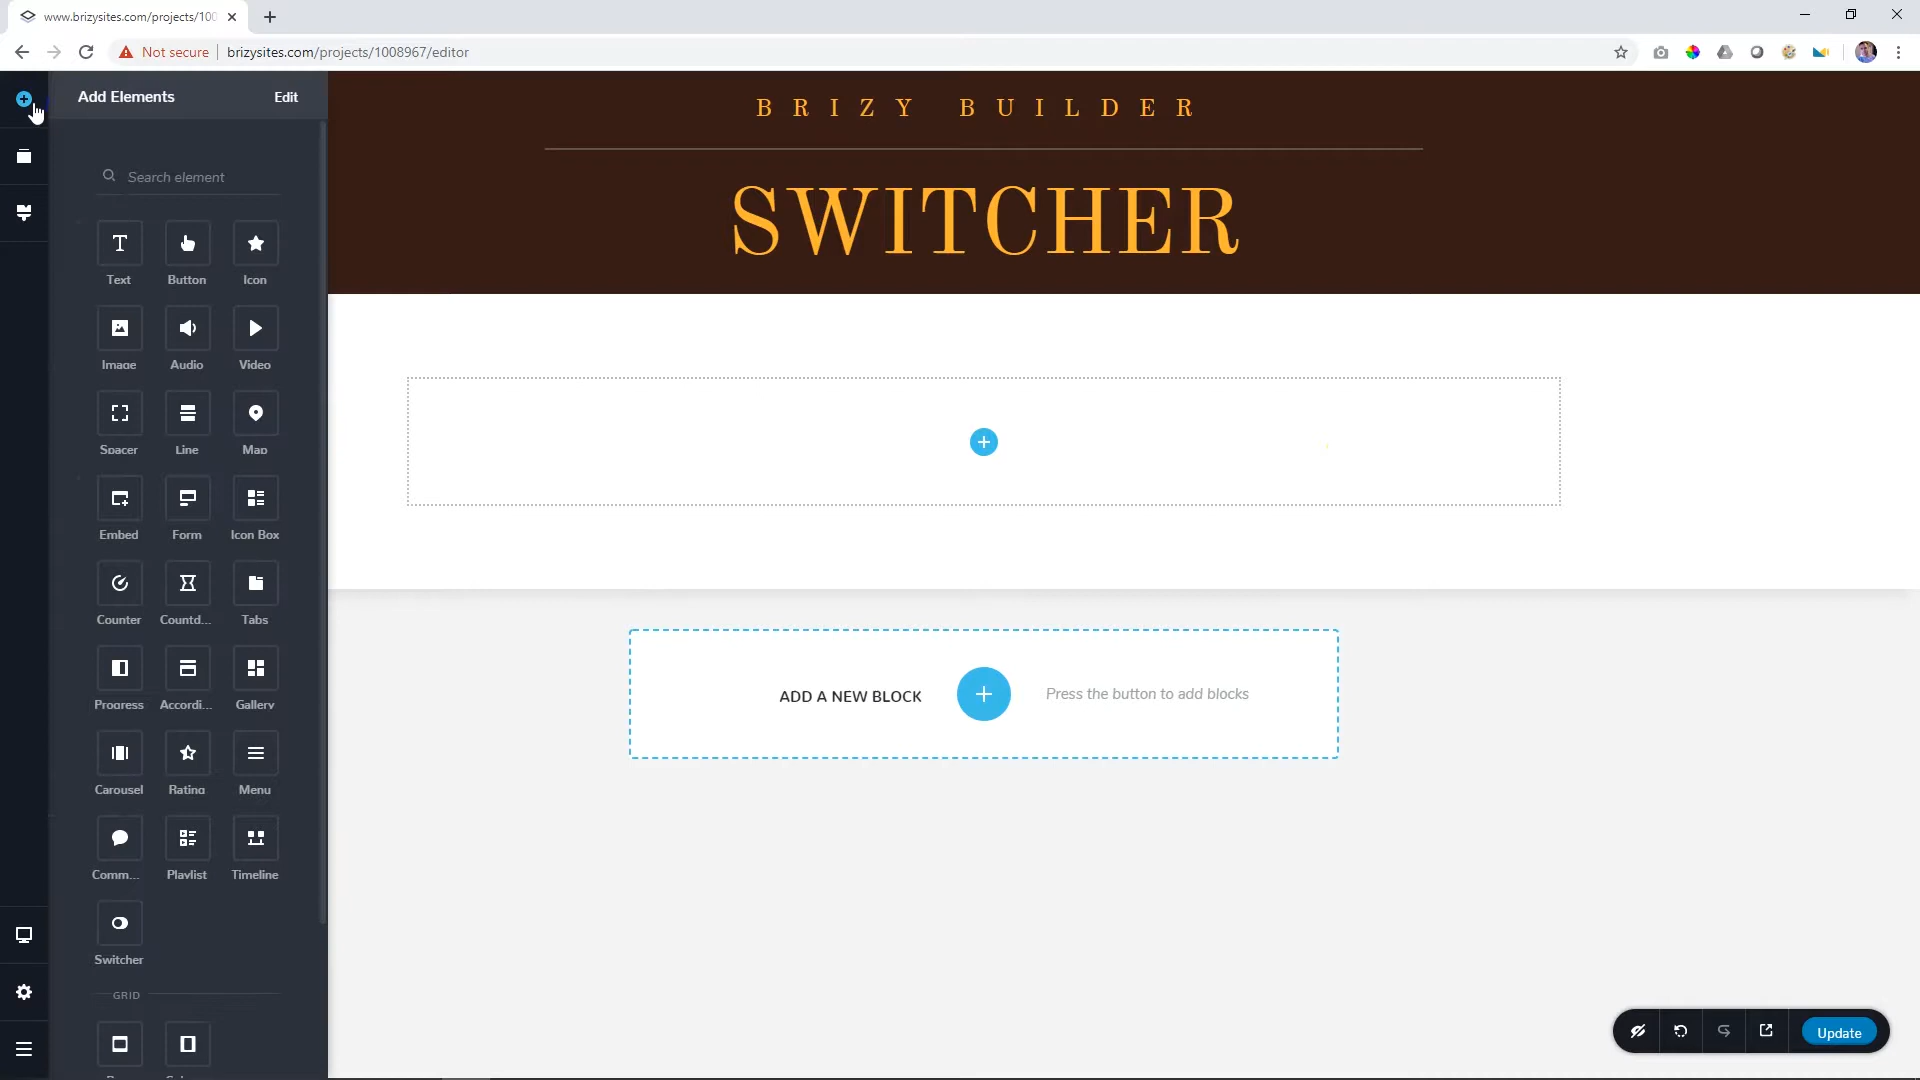 www.brizysites.com/projects/100
Not secure
brizysites.com/projects/1008967/editor
Add Elements
Edit
Search element
Text
Button
Icon
Image
Audio
Video
Spacer
Line
Map
Embed
Form
Icon Box
Counter
Countd...
Tabs
Progress
Accordi...
Gallery
Carousel
Rating
Menu
Comm...
Playlist
Timeline
Switcher
GRID
BRIZY BUILDER
SWITCHER
ADD A NEW BLOCK
Press the button to add blocks
Update